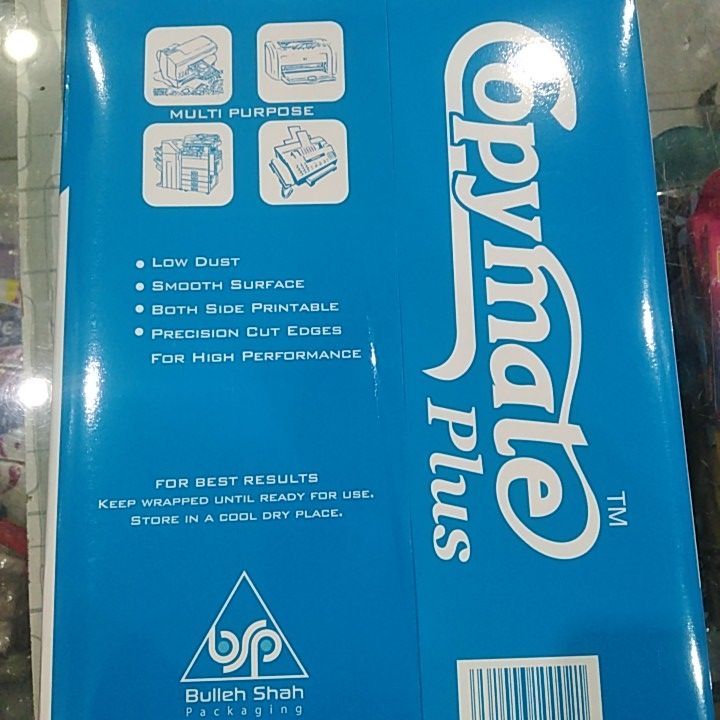 MULTI PURPOSE
LOW DUST
SMOOTH SURFACE
BOTH SIDE PRINTABLE
PRECISION CUT EDGES
FOR HIGH PERFORMANCE
FOR BEST RESULTS
KEEP WRAPPED UNTIL READY FOR USE.
STORE IN A COOL DRY PLACE.
bsp
Bulleh Shah
Packaging
Copymate
Plus
TM